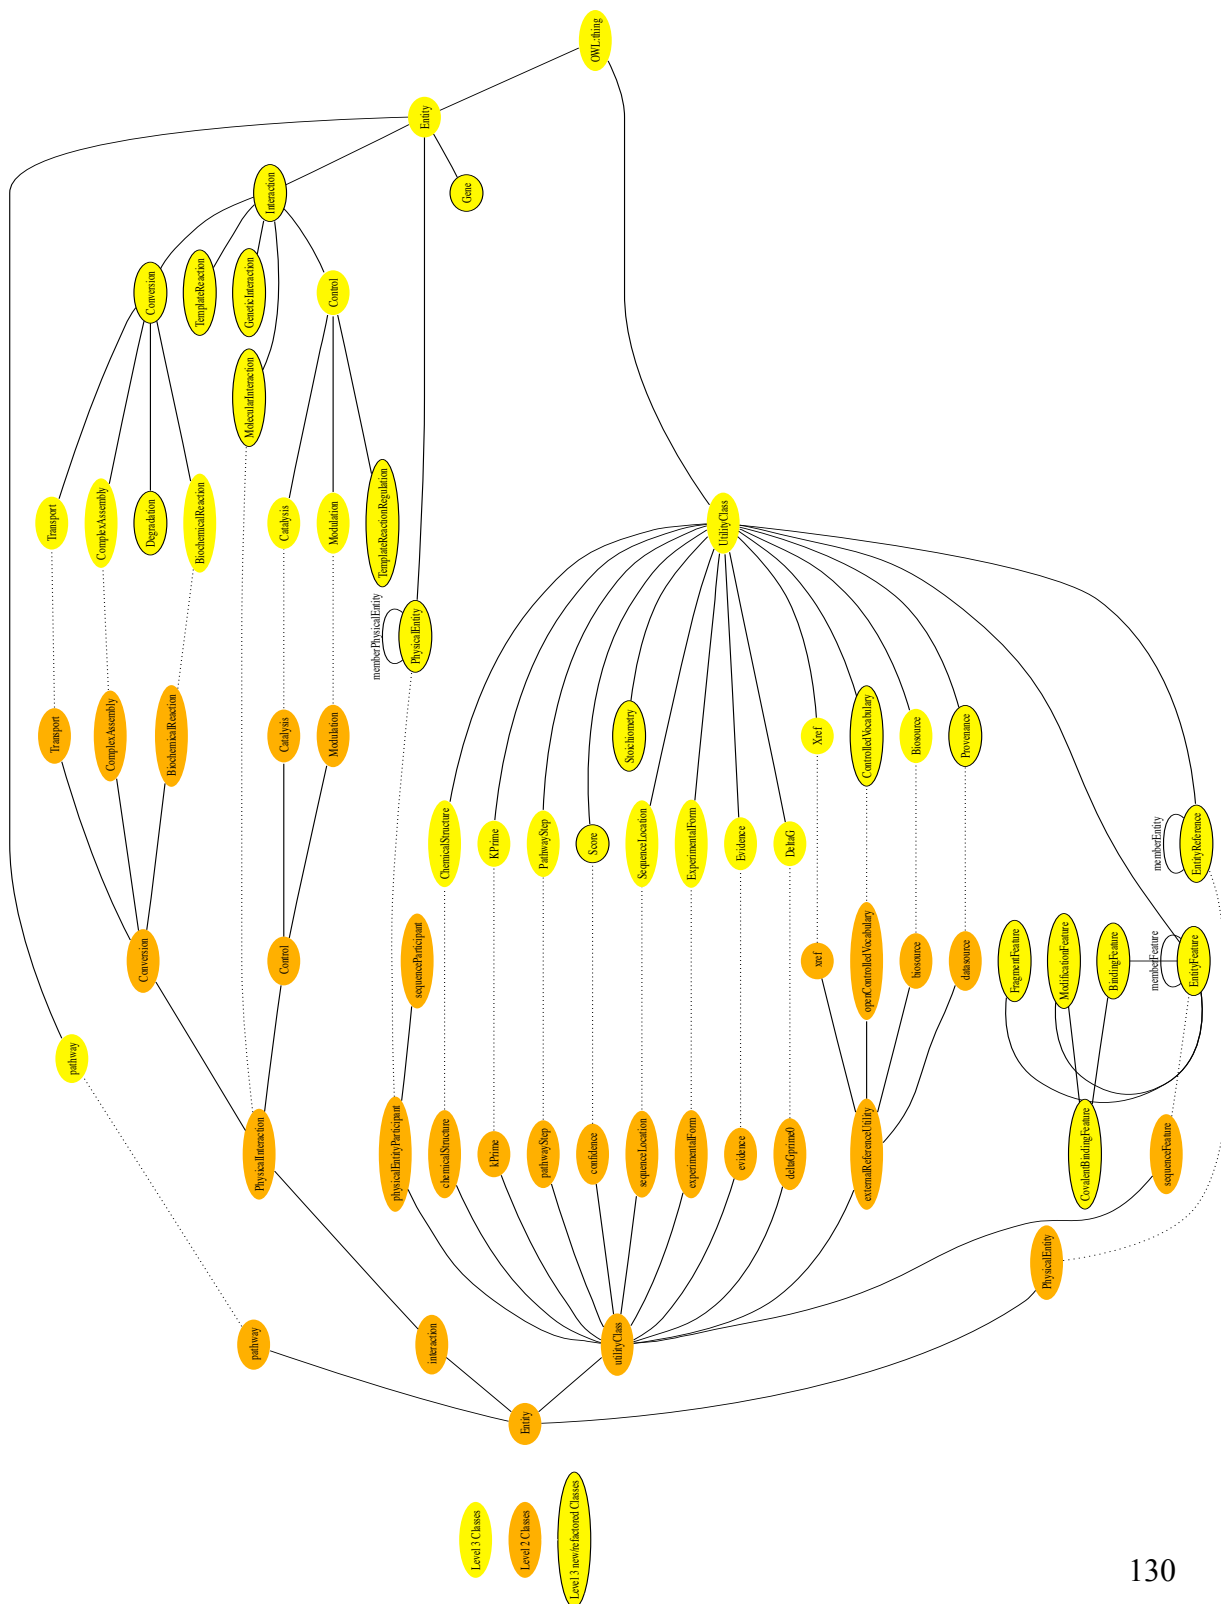 OWL:thing
Entity
Gene
Interaction
Conversion
TemplateReaction
GeneticInteraction
Control
MolecularInteraction
Transport
ComplexAssembly
Degradation
BiochemicalReaction
Catalysis
Modulation
TemplateReactionRegulation
memberPhysicalEntity
PhysicalEntity
UtilityClass
Transport
ComplexAssembly
BiochemicalReaction
Catalysis
Modulation
Stoichiometry
Xref
ControlledVocabulary
Biosource
Provenance
ChemicalStructure
KPrime
PathwayStep
Score
SequenceLocation
ExperimentalForm
Evidence
DeltaG
memberEntity
EntityReference
Conversion
Control
sequenceParticipant
xref
openControlledVocabulary
biosource
datasource
FragmentFeature
ModificationFeature
BindingFeature
memberFeature
EntityFeature
pathway
PhysicalInteraction
physicalEntityParticipant
chemicalStructure
kPrime
pathwayStep
confidence
sequenceLocation
experimentalForm
evidence
deltaGprime0
externalReferenceUtility
CovalentBindingFeature
sequenceFeature
PhysicalEntity
pathway
interaction
utilityClass
Entity
Level 3 Classes
Level 2 Classes
Level 3 new/refactored Classes
130